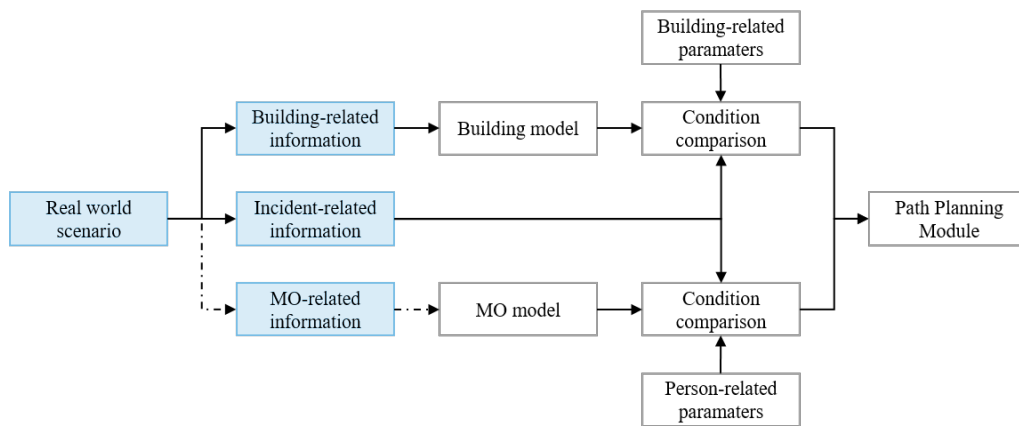 Building-related
paramaters
Building-related
information
Building model
Condition
comparison
Real world
scenario
Incident-related
information
Path Planning
Module
MO-related
information
MO model
Condition
comparison
Person-related
paramaters